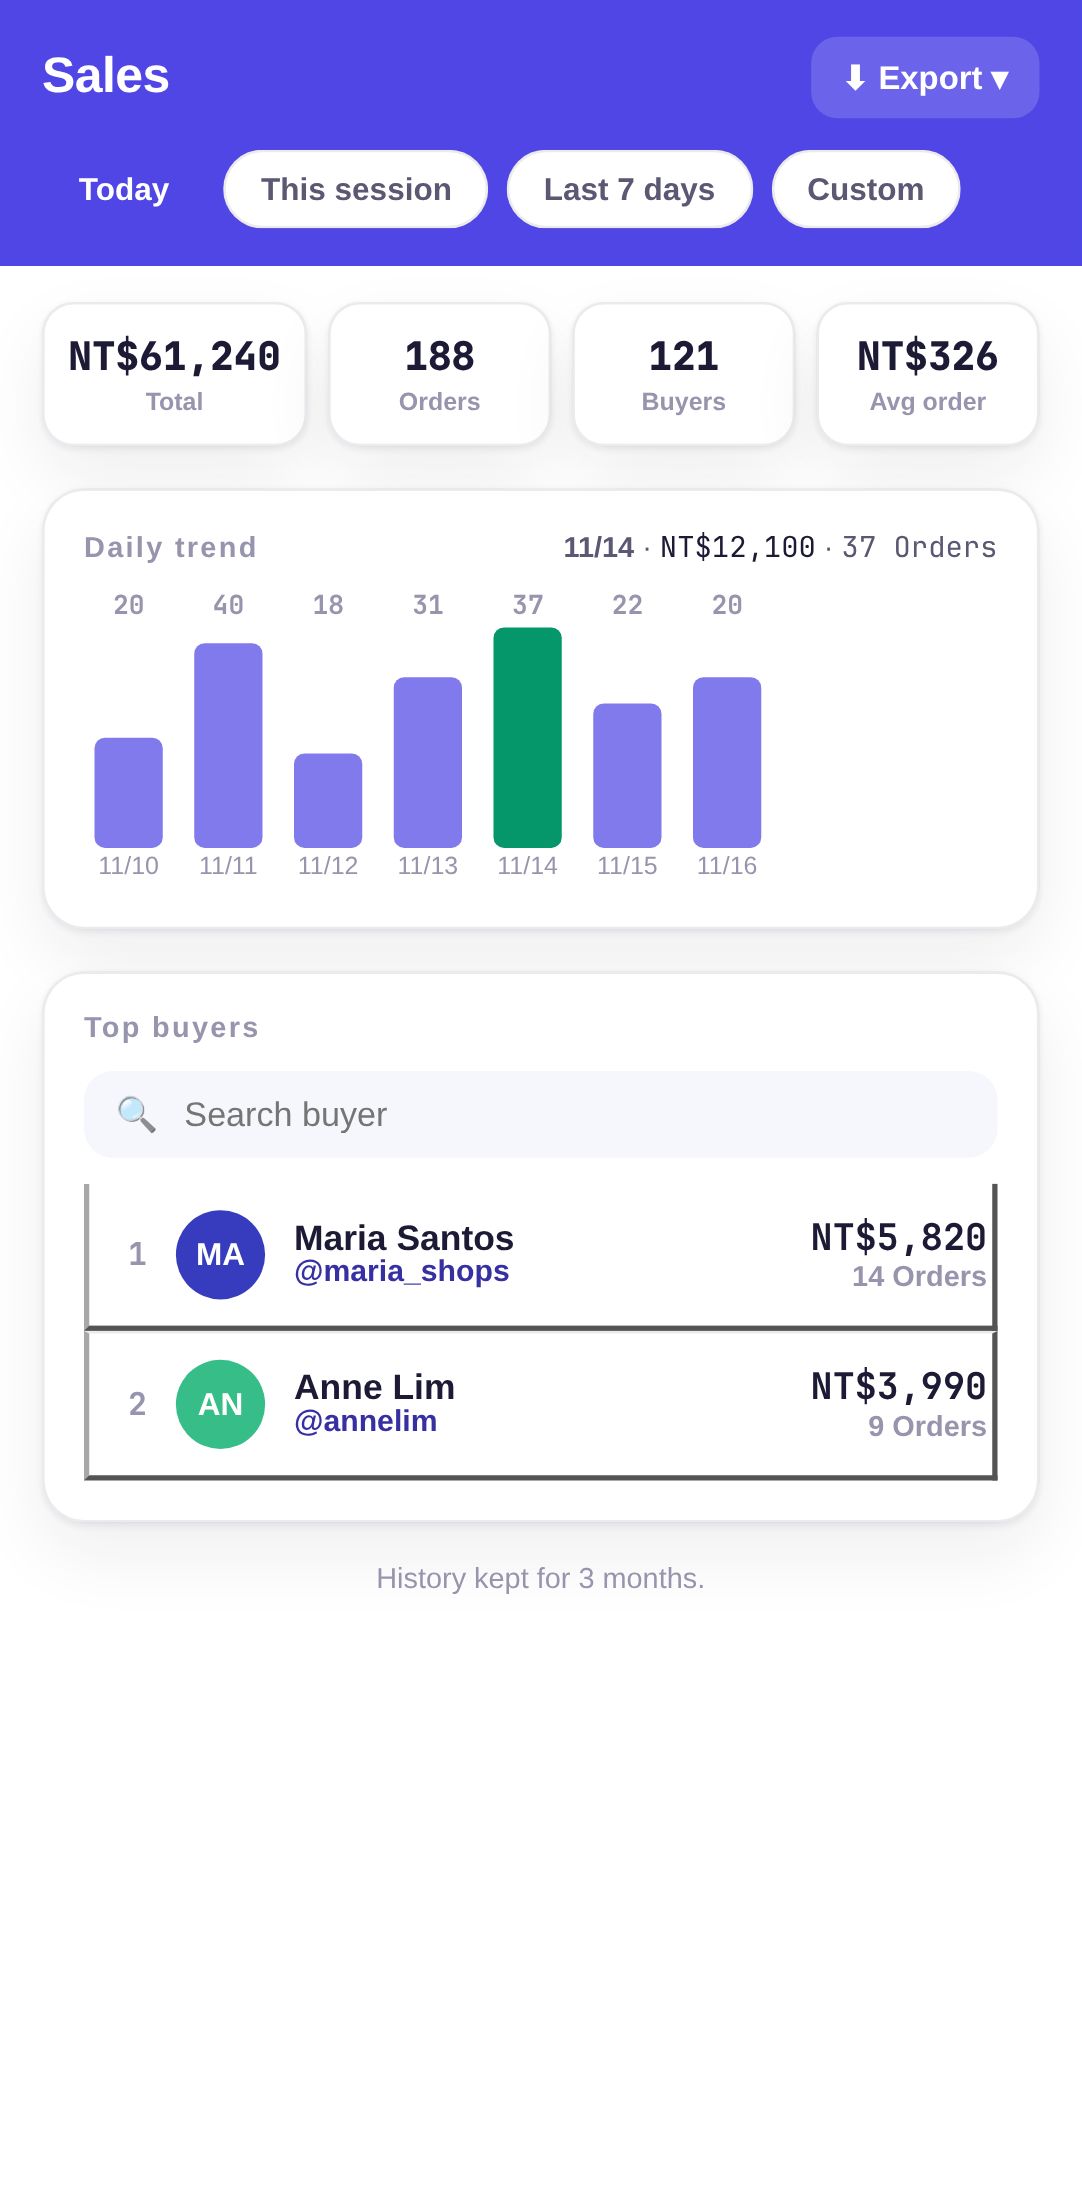 Sales
⬇ Export ▾
Today This session Last 7 days Custom
NT$61,240 188 121 NT$326
Total Orders Buyers Avg order
Daily trend 11/14 · NT$12,100 · 37 Orders
20 40 18 31 37 22 20
11/10 11/11 11/12 11/13 11/14 11/15 11/16
Top buyers
🔍 Search buyer
1 MA Maria Santos NT$5,820
@maria_shops 14 Orders
2 AN Anne Lim NT$3,990
@annelim 9 Orders
History kept for 3 months.